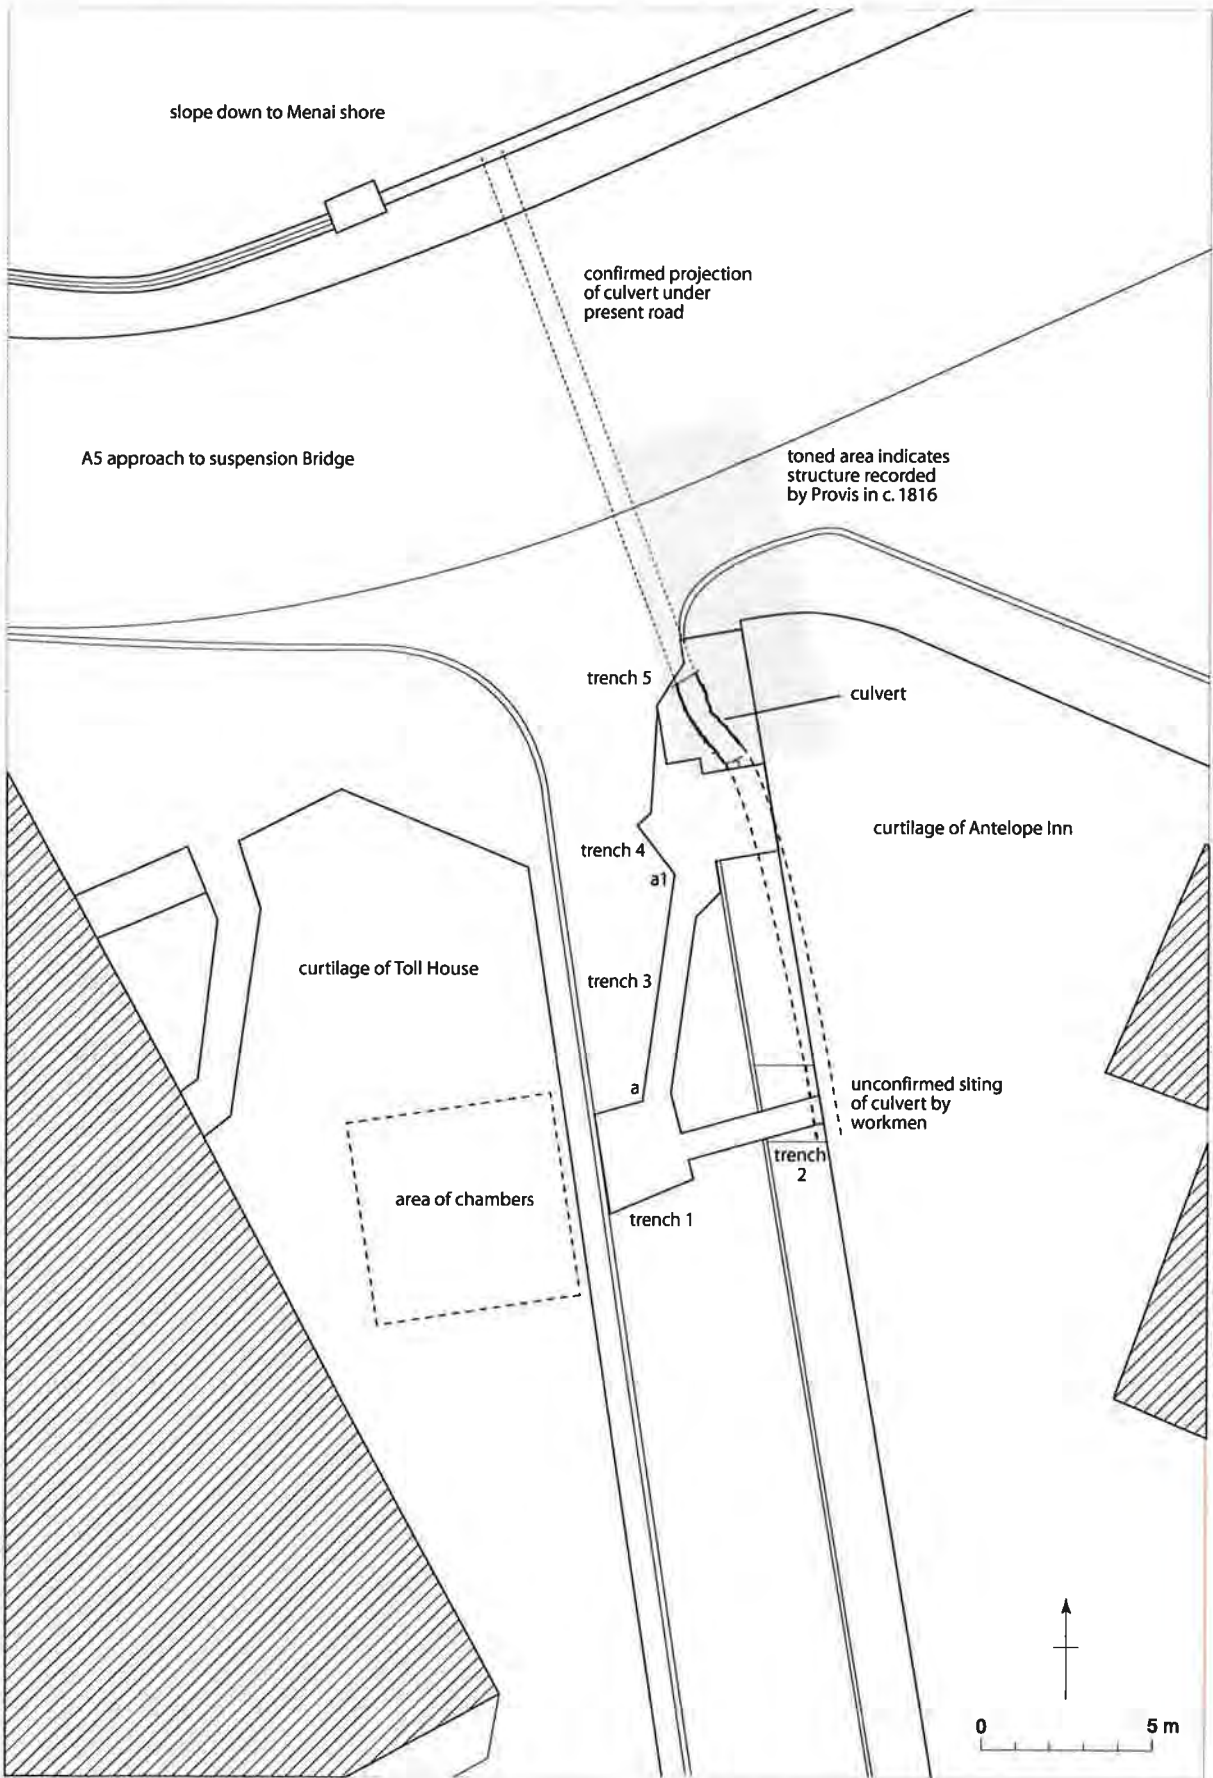 slope down to Menai shore
confirmed projection
of culvert under
present road
A5 approach to suspension Bridge
toned area indicates
structure recorded
by Provis in c. 1816
trench 5
culvert
curtilage of Antelope Inn
trench 4
a1
curtilage of Toll House
trench 3
a
unconfirmed siting
of culvert by
workmen
trench
2
area of chambers
trench 1
0 5 m